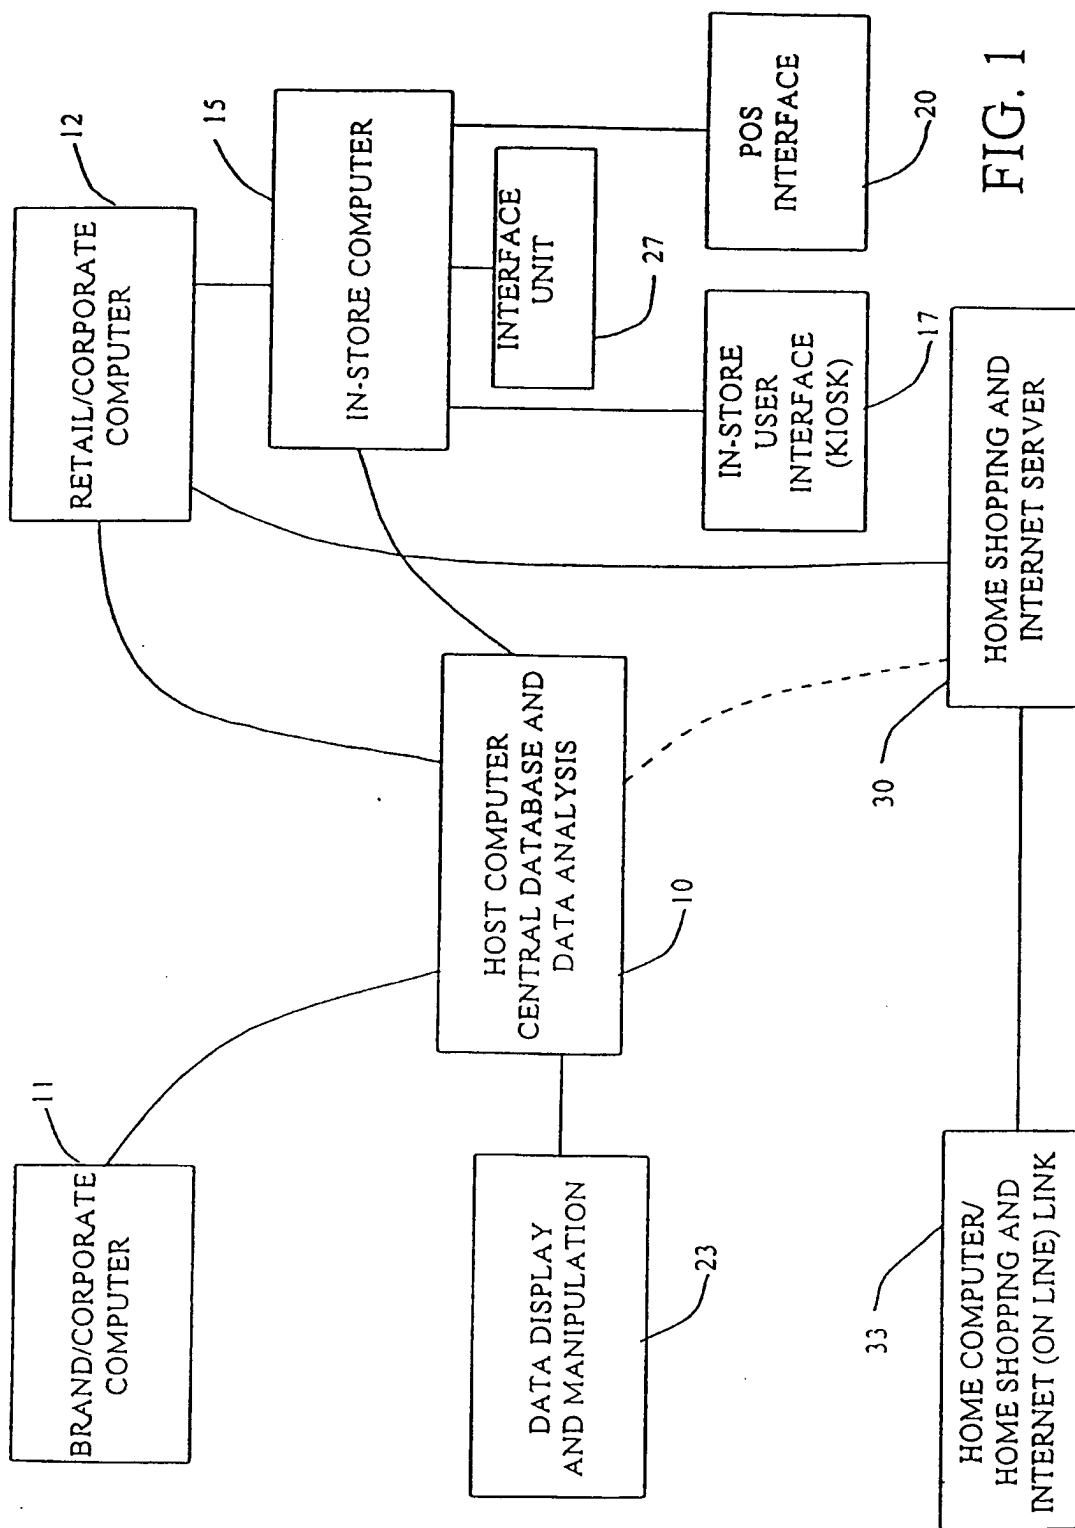 BRAND/CORPORATE
COMPUTER
11
RETAIL/CORPORATE
COMPUTER
12
IN-STORE COMPUTER
15
HOST COMPUTER
CENTRAL DATABASE AND
DATA ANALYSIS
10
DATA DISPLAY
AND MANIPULATION
23
INTERFACE
UNIT
27
IN-STORE
USER
INTERFACE
(KIOSK)
17
POS
INTERFACE
20
HOME COMPUTER/
HOME SHOPPING AND
INTERNET (ON LINE) LINK
33
HOME SHOPPING AND
INTERNET SERVER
30
FIG. 1